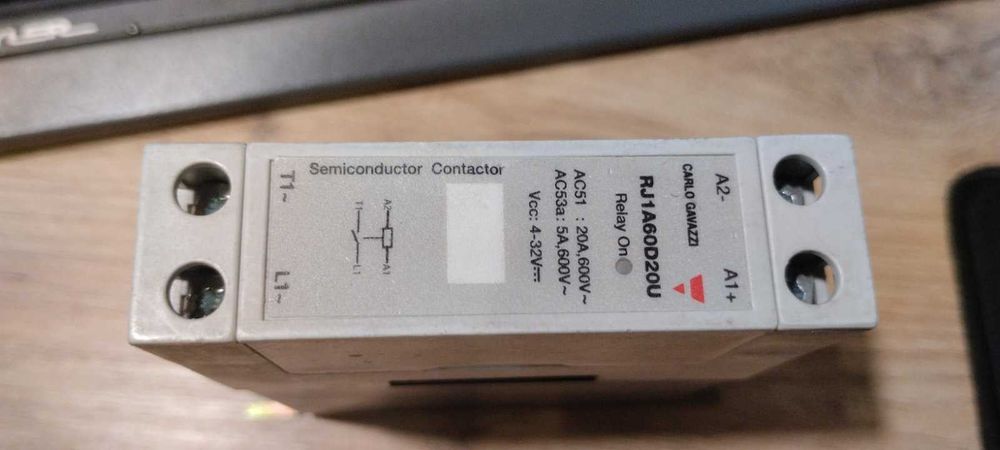 Semiconductor Contactor
A2-
A1+
CARLO GAVAZZI
RJ1A60D20U
Relay On
AC51 : 20A,600V~
AC53a: 5A,600V~
Vcc: 4-32V⎓
A2
A1
T1
L1
T1~
L1~